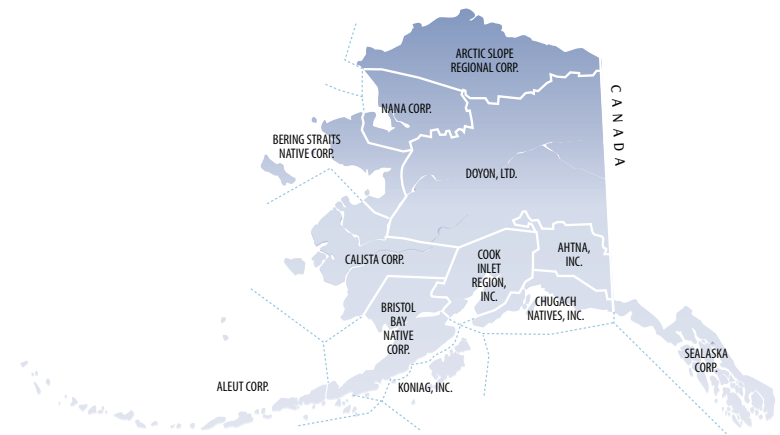 ARCTIC SLOPE
REGIONAL CORP.
CANADA
NANA CORP.
BERING STRAITS
NATIVE CORP.
DOYON, LTD.
CALISTA CORP.
COOK
INLET
REGION,
INC.
AHTNA,
INC.
CHUGACH
NATIVES, INC.
BRISTOL
BAY
NATIVE
CORP.
SEALASKA
CORP.
ALEUT CORP.
KONIAG, INC.